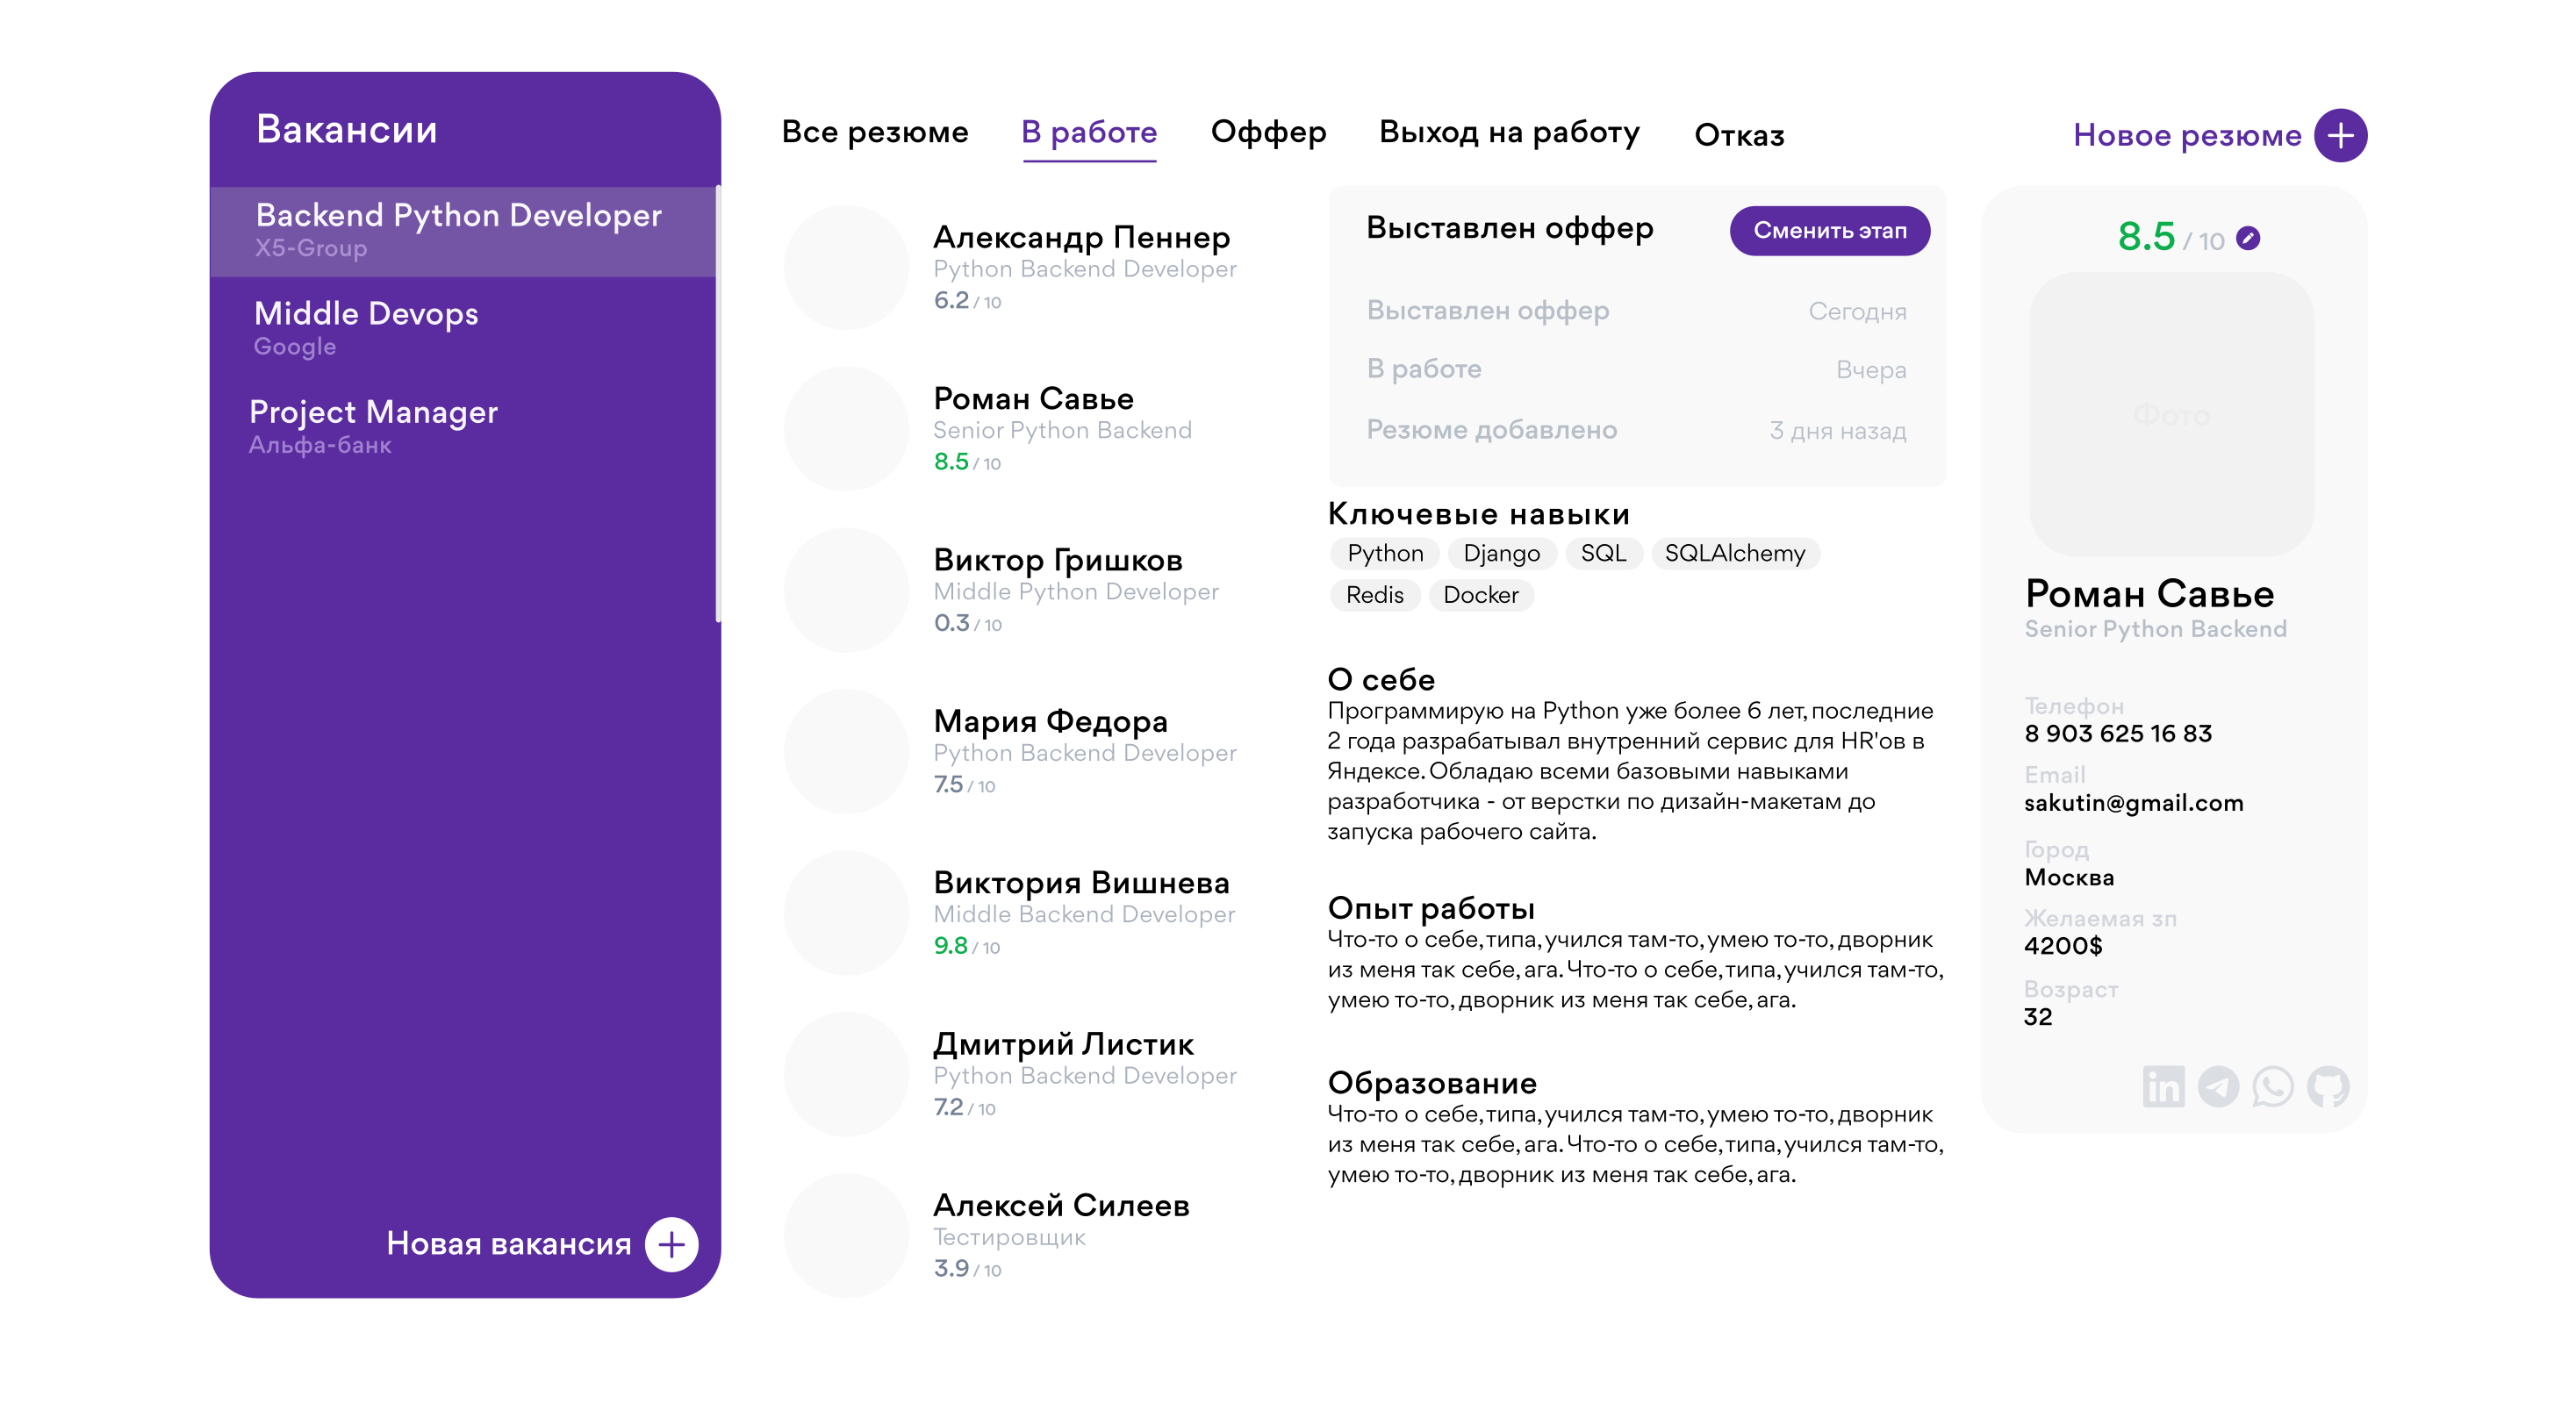 Вакансии
Backend Python Developer
X5-Group
Middle Devops
Google
Project Manager
Альфа-банк
Новая вакансия
Все резюме
В работе
Оффер
Выход на работу
Отказ
Новое резюме
Александр Пеннер
Python Backend Developer
6.2 / 10
Роман Савье
Senior Python Backend
8.5 / 10
Виктор Гришков
Middle Python Developer
0.3 / 10
Мария Федора
Python Backend Developer
7.5 / 10
Виктория Вишнева
Middle Backend Developer
9.8 / 10
Дмитрий Листик
Python Backend Developer
7.2 / 10
Алексей Силеев
Тестировщик
3.9 / 10
Выставлен оффер
Сменить этап
Выставлен оффер Сегодня
В работе Вчера
Резюме добавлено 3 дня назад
Ключевые навыки
Python Django SQL SQLAlchemy
Redis Docker
О себе
Программирую на Python уже более 6 лет, последние
2 года разрабатывал внутренний сервис для HR'ов в
Яндексе. Обладаю всеми базовыми навыками
разработчика - от верстки по дизайн-макетам до
запуска рабочего сайта.
Опыт работы
Что-то о себе, типа, учился там-то, умею то-то, дворник
из меня так себе, ага. Что-то о себе, типа, учился там-то,
умею то-то, дворник из меня так себе, ага.
Образование
Что-то о себе, типа, учился там-то, умею то-то, дворник
из меня так себе, ага. Что-то о себе, типа, учился там-то,
умею то-то, дворник из меня так себе, ага.
8.5 / 10
Фото
Роман Савье
Senior Python Backend
Телефон
8 903 625 16 83
Email
sakutin@gmail.com
Город
Москва
Желаемая зп
4200$
Возраст
32
in